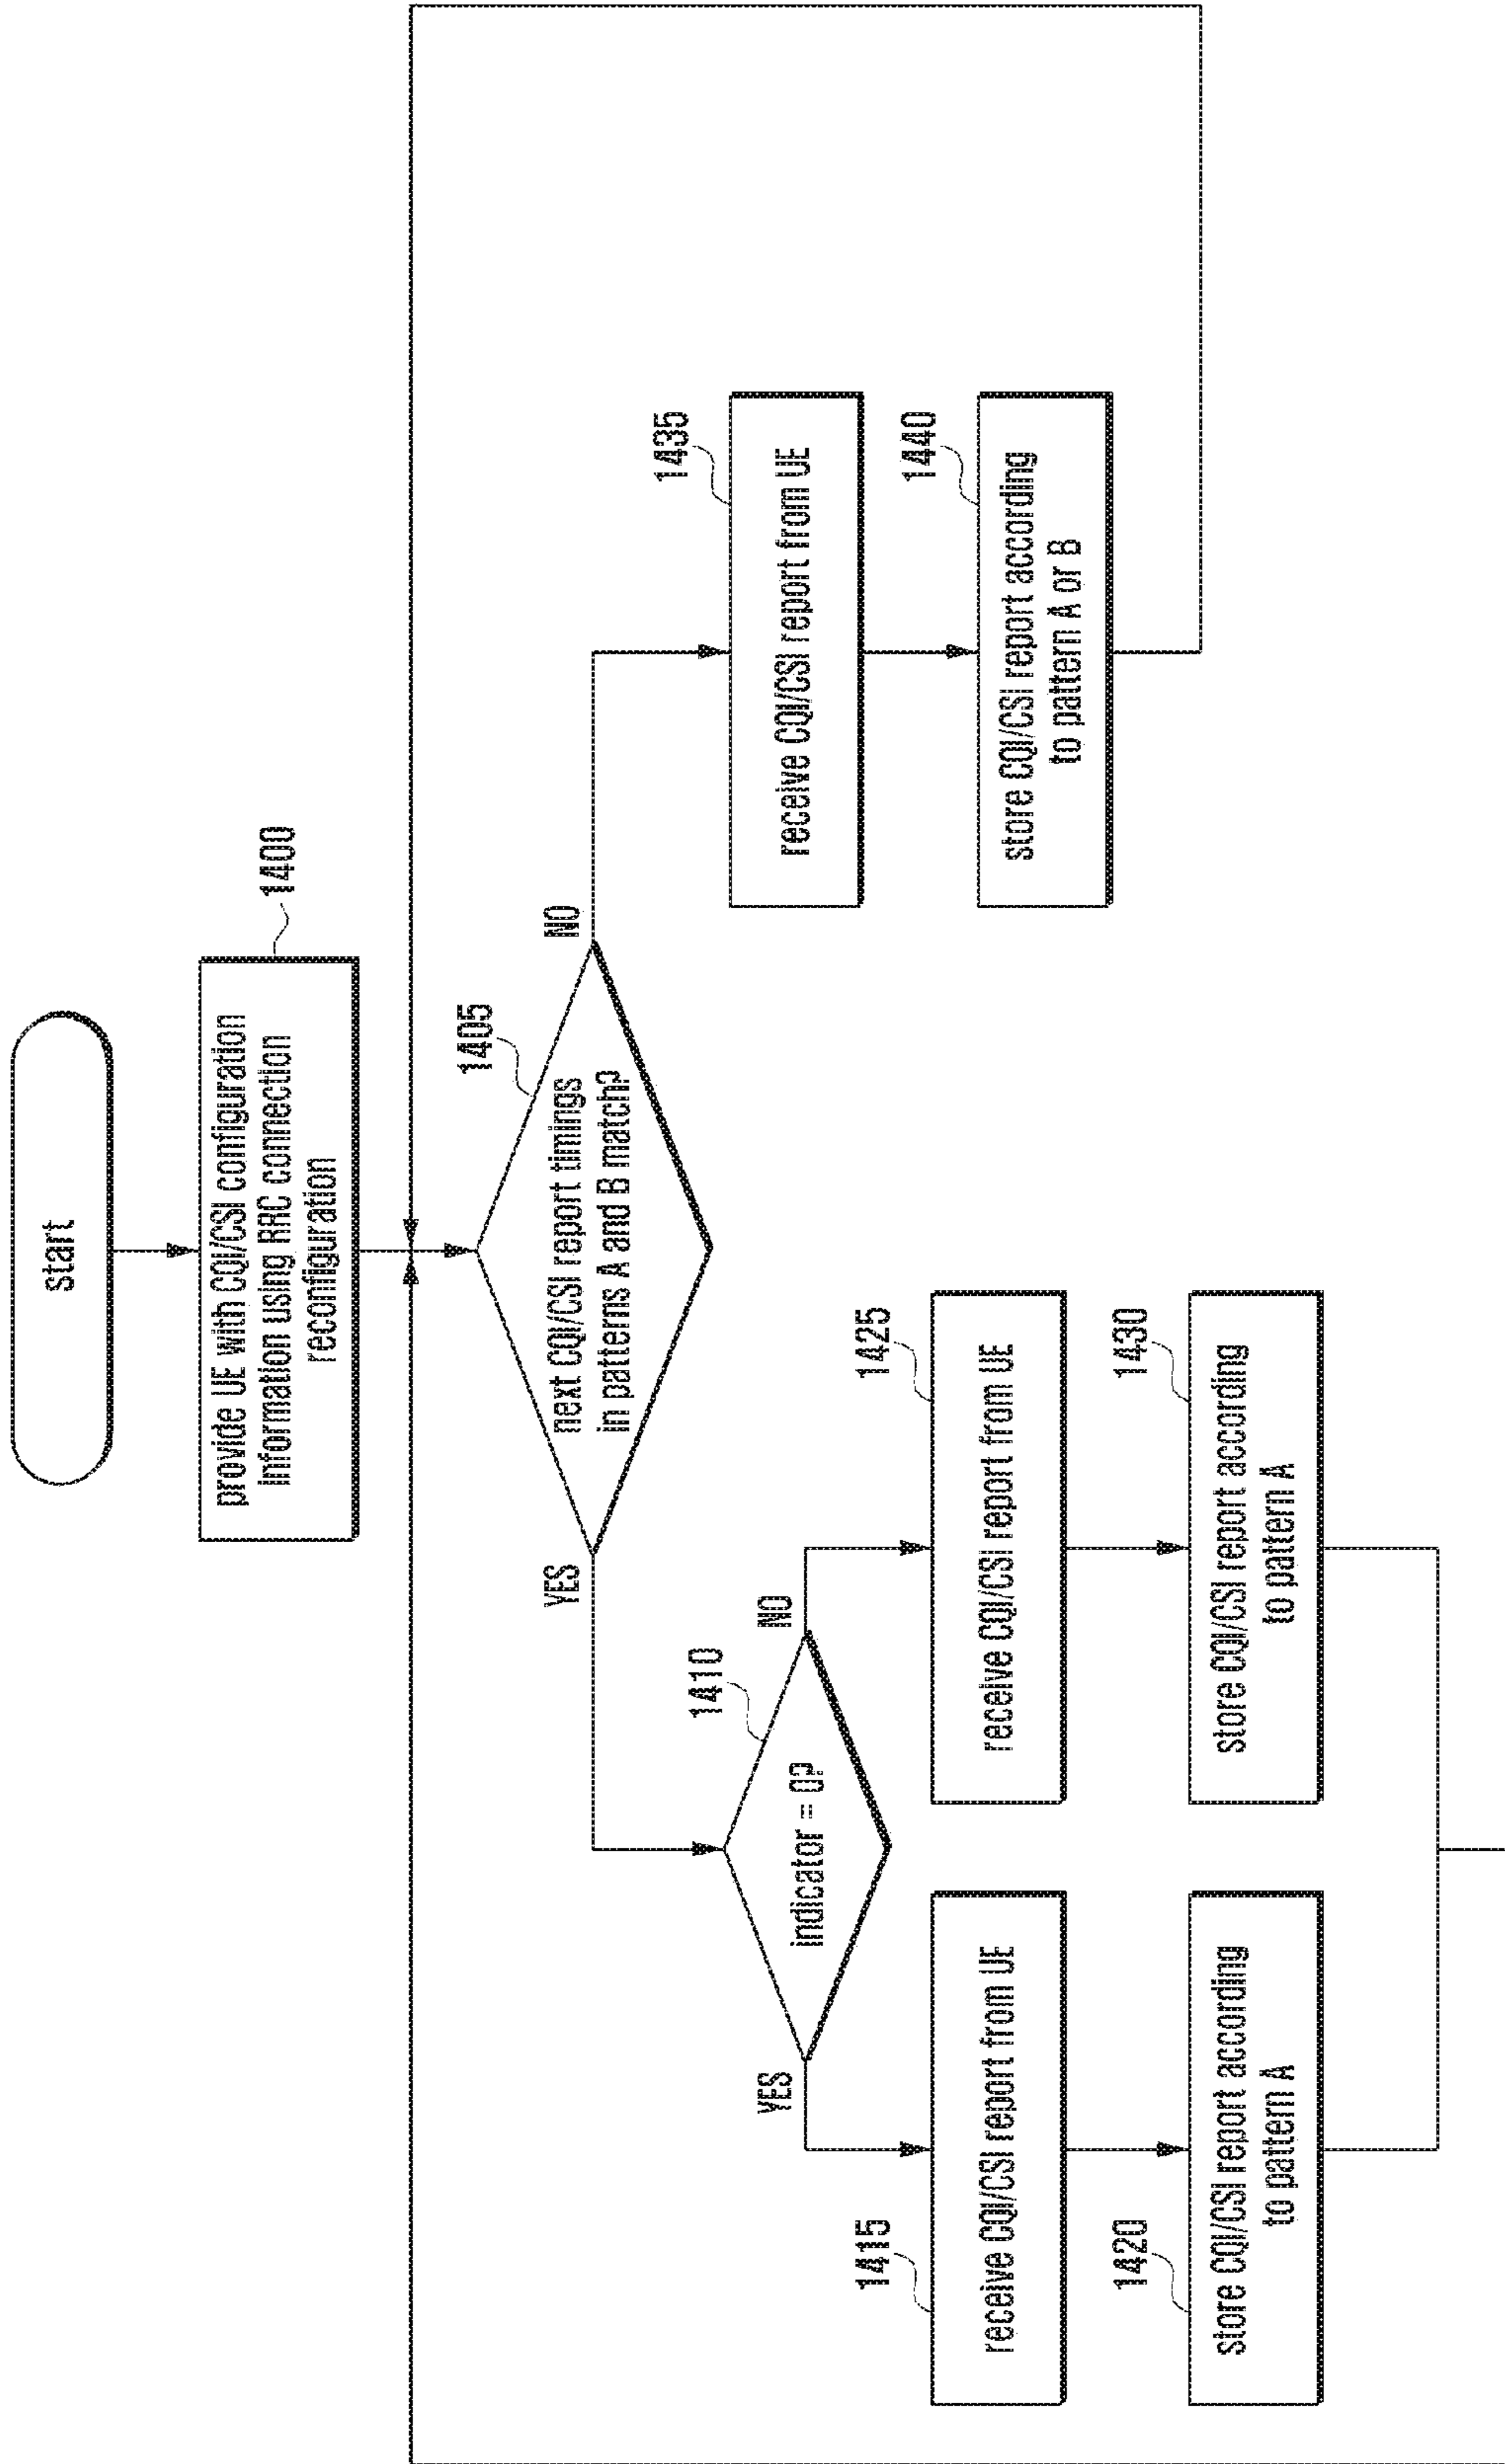 start
1400
provide UE with CQI/CSI configuration
information using RRC connection
reconfiguration
1405
next CQI/CSI report timings
in patterns A and B match?
YES
NO
1410
indicator = 0?
YES
NO
1415
receive CQI/CSI report from UE
1420
store CQI/CSI report according
to pattern A
1425
receive CQI/CSI report from UE
1430
store CQI/CSI report according
to pattern A
1435
receive CQI/CSI report from UE
1440
store CQI/CSI report according
to pattern A or B